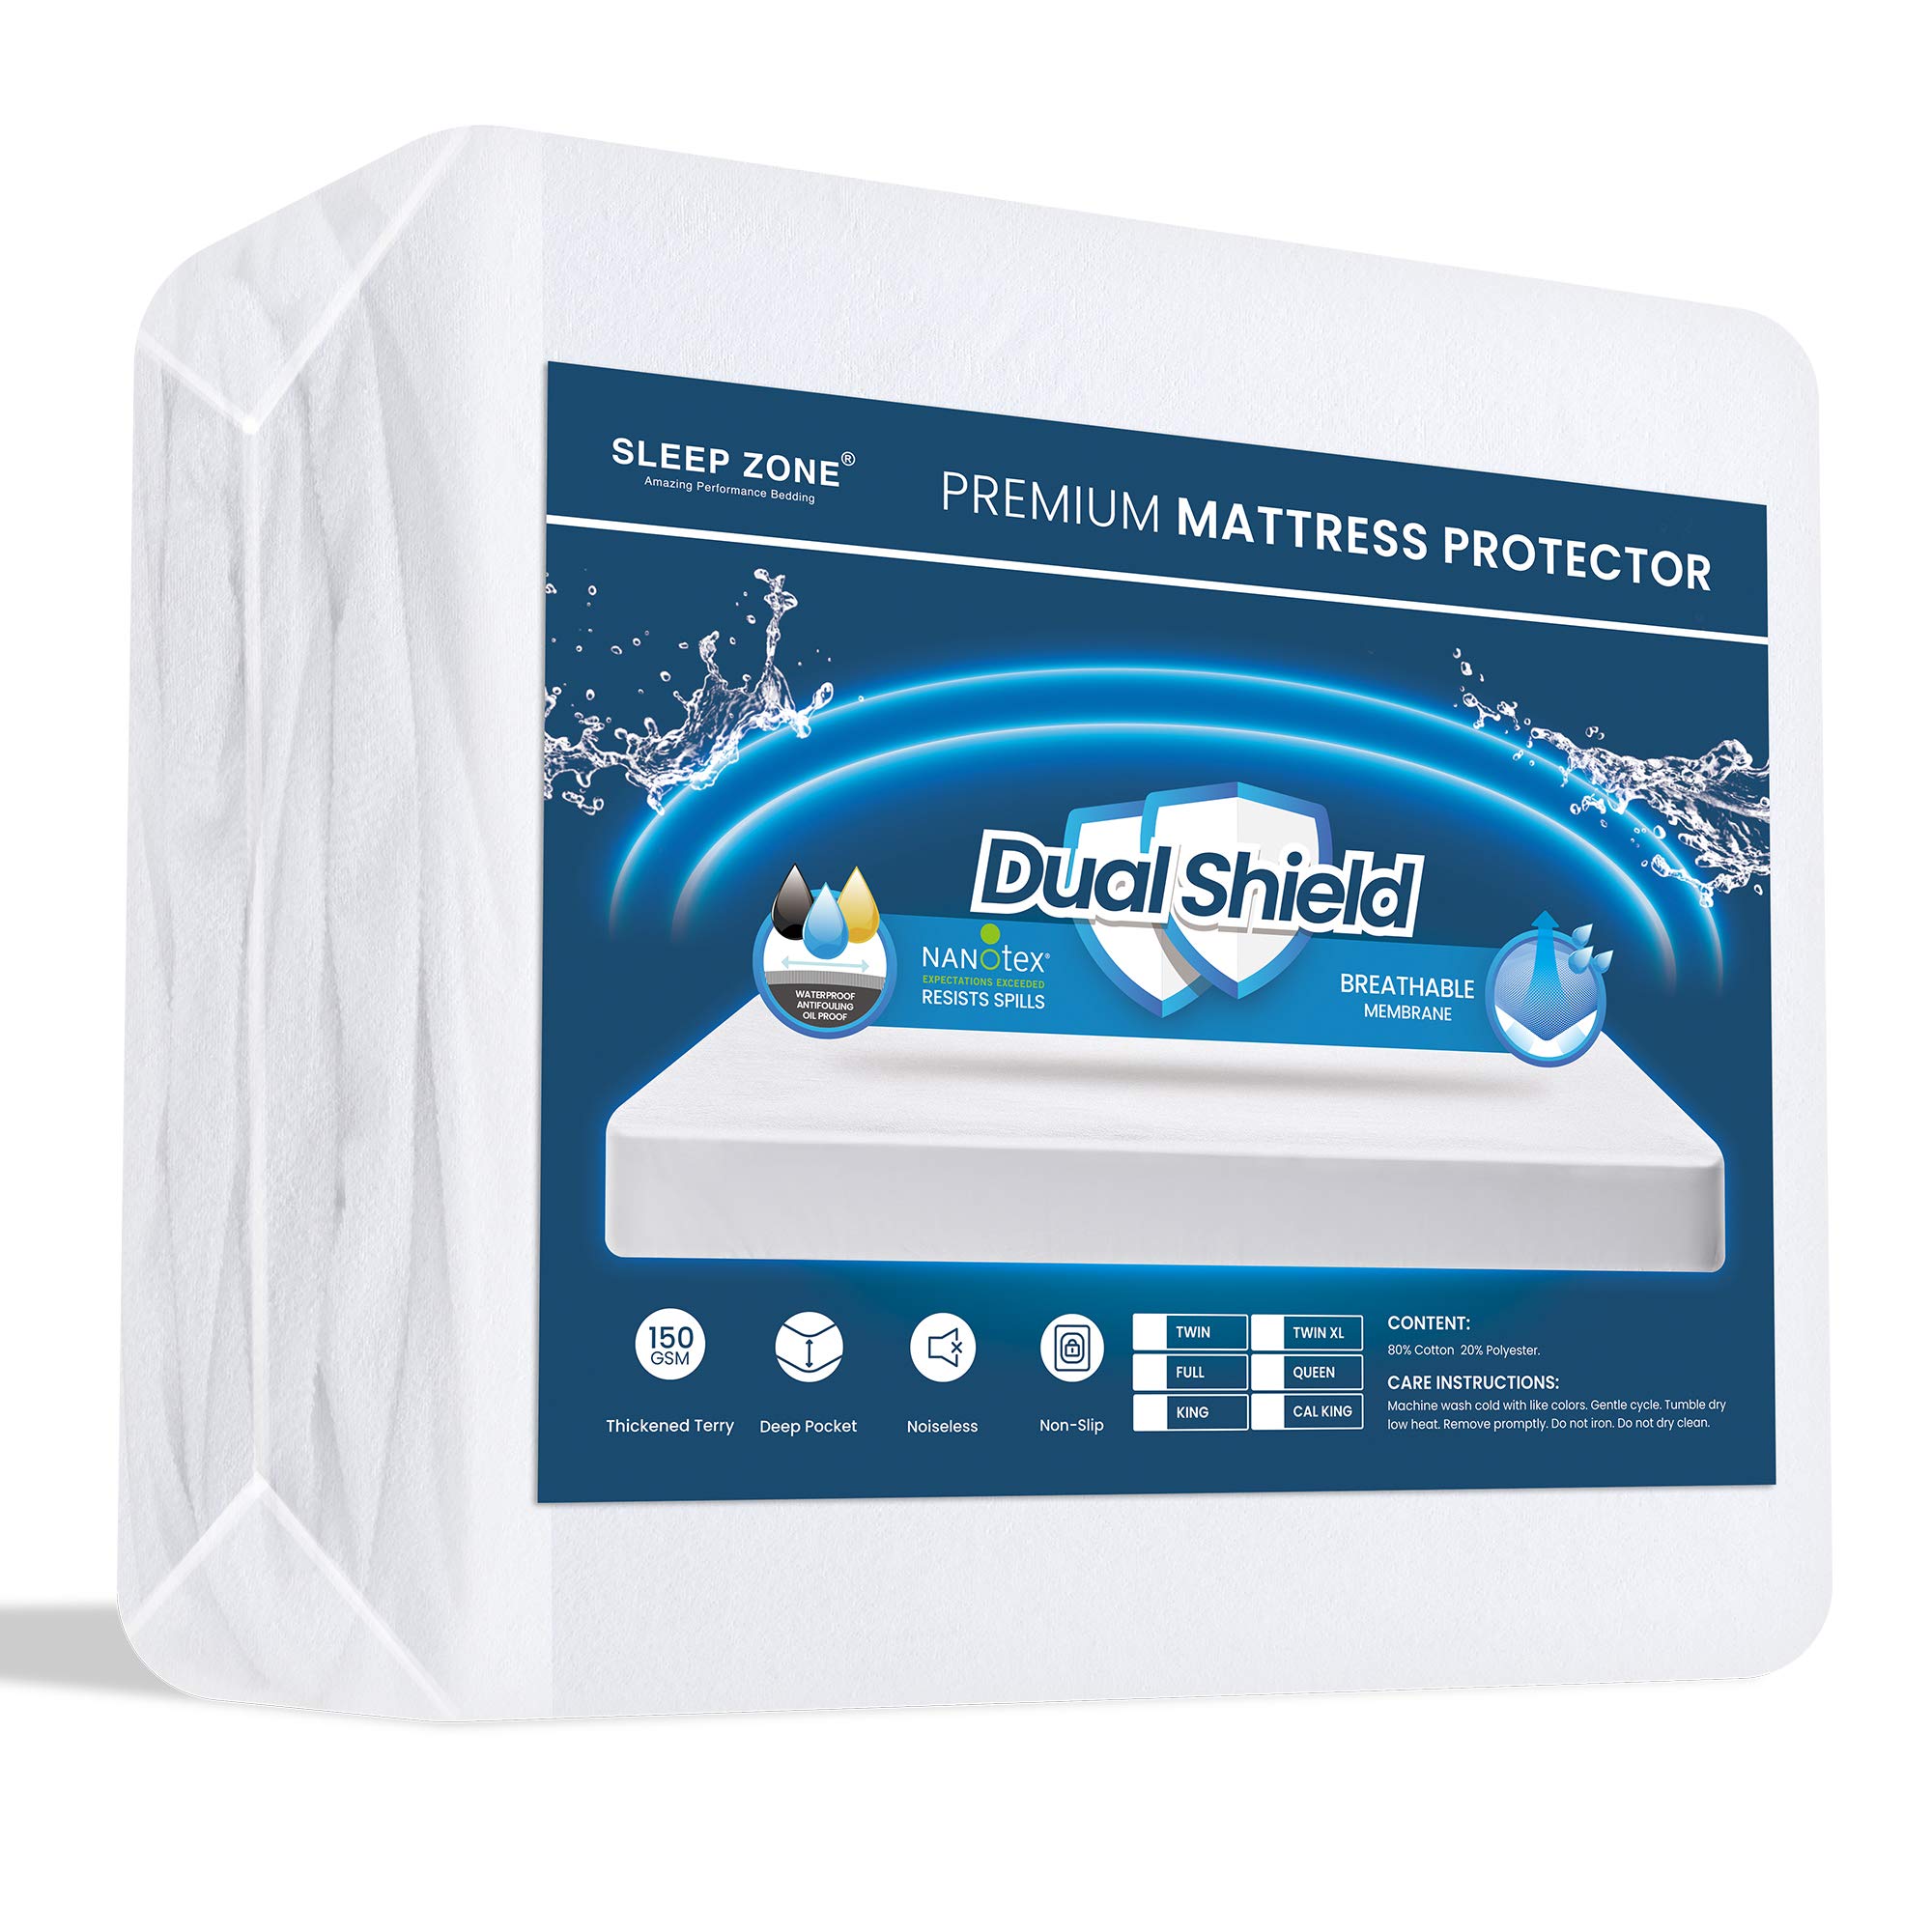 SLEEP ZONE®
Amazing Performance Bedding
PREMIUM MATTRESS PROTECTOR
Dual Shield
WATERPROOF
ANTIFOULING
OIL PROOF
NANOtex®
EXPECTATIONS EXCEEDED
RESISTS SPILLS
BREATHABLE
MEMBRANE
150
GSM
Thickened Terry
Deep Pocket
Noiseless
Non-Slip
TWIN
TWIN XL
FULL
QUEEN
KING
CAL KING
CONTENT:
80% Cotton 20% Polyester.
CARE INSTRUCTIONS:
Machine wash cold with like colors. Gentle cycle. Tumble dry
low heat. Remove promptly. Do not iron. Do not dry clean.